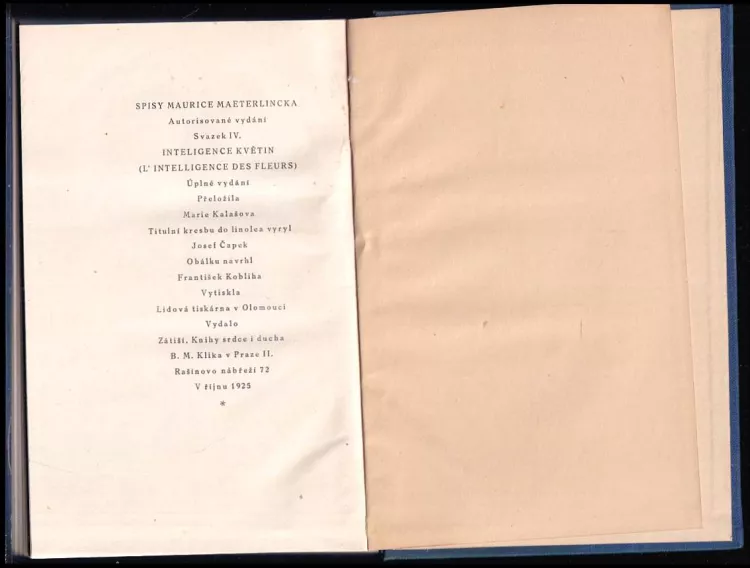 SPISY MAURICE MAETERLINCKA
Autorisované vydání
Svazek IV.
INTELIGENCE KVĚTIN
(L' INTELLIGENCE DES FLEURS)
Úplné vydání
Přeložila
Marie Kalašova
Titulní kresbu do linolea vyryl
Josef Čapek
Obálku navrhl
František Kobliha
Vytiskla
Lidová tiskárna v Olomouci
Vydalo
Zátiší, Knihy srdce i ducha
B. M. Klika v Praze II.
Rašínovo nábřeží 72
V říjnu 1925
*